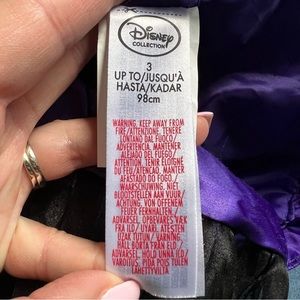 Disney
COLLECTION
3
UP TO/JUSQU'À
HASTA/KADAR
98cm
WARNING. KEEP AWAY FROM
FIRE/ATTENZIONE. TENERE
LONTANO DAL FUOCO/
ADVERTENCIA. MANTENER
ALEJADO DEL FUEGO/
ATTENTION. TENIR ÉLOIGNÉ
DU FEU/ATENCAO. MANTER
AFASTADO DO FOGO/
WAARSCHUWING. NIET
BLOOTSTELLEN AAN VUUR/
ACHTUNG. VON OFFENEM
FEUER FERNHALTEN./
ADVARSEL. OPBEVARES VÆK
FRA ILD/ UYARI. ATESTEN
UZAK TUTUN/ VARNING.
HÅLL BORTA FRÅN ELD/
ADVARSEL. HOLD UNNA ILD/
VAROITUS. PIDÄ POIS TULEN
LÄHETTYVILTÄ